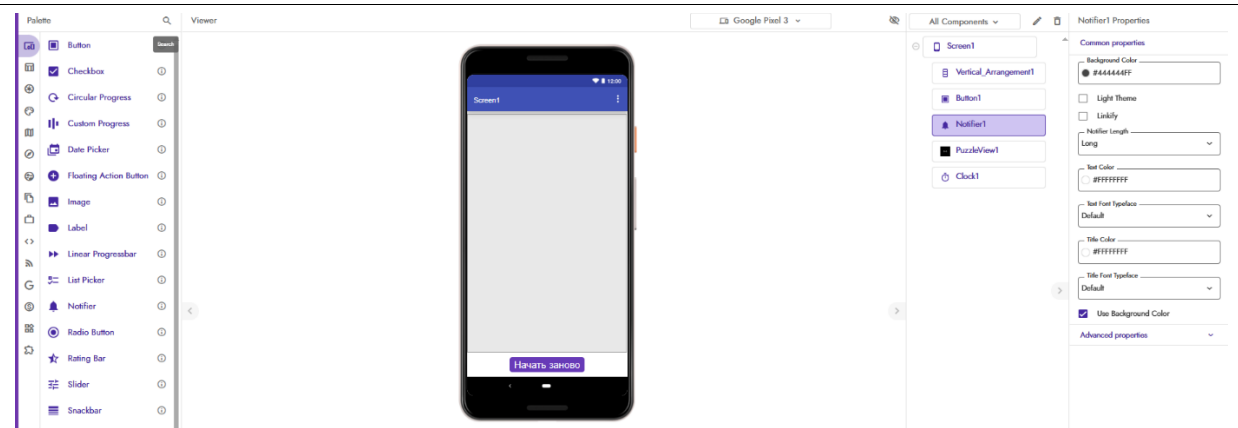 Palette
Viewer
Google Pixel 3
All Components
Notifier1 Properties
Button
Search
Checkbox
Circular Progress
Custom Progress
Date Picker
Floating Action Button
Image
Label
Linear Progressbar
List Picker
Notifier
Radio Button
Rating Bar
Slider
Snackbar
12:00
Screen1
Начать заново
Screen1
Vertical_Arrangement1
Button1
Notifier1
PuzzleView1
Clock1
Common properties
Background Color
#444444FF
Light Theme
Linkify
Notifier Length
Long
Text Color
#FFFFFFFF
Text Font Typeface
Default
Title Color
#FFFFFFFF
Title Font Typeface
Default
Use Background Color
Advanced properties